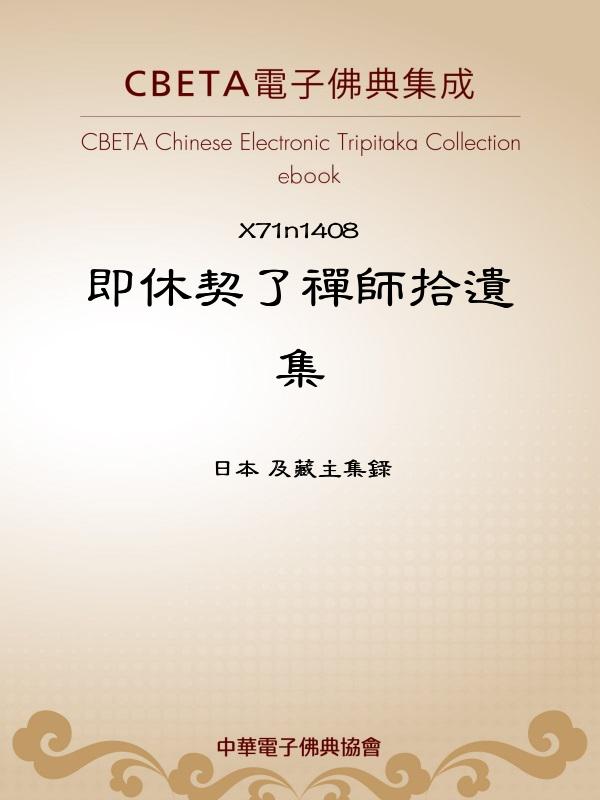 CBETA電子佛典集成
CBETA Chinese Electronic Tripitaka Collection
ebook
X71n1408
即休契了禪師拾遺
集
日本 及藏主集錄
中華電子佛典協會